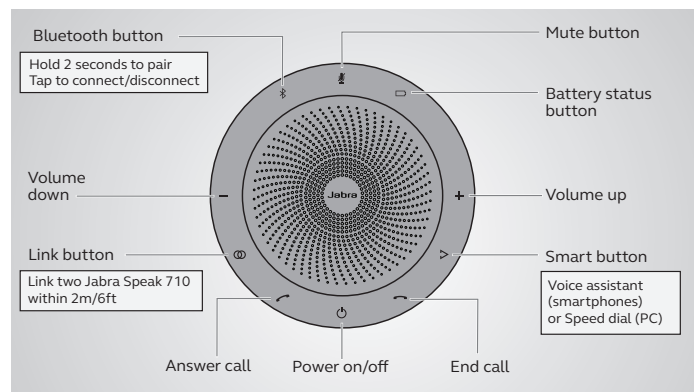 Bluetooth button
Hold 2 seconds to pair
Tap to connect/disconnect
Mute button
Battery status
button
Volume
down
Jabra
Volume up
Link button
Link two Jabra Speak 710
within 2m/6ft
Smart button
Voice assistant
(smartphones)
or Speed dial (PC)
Answer call
Power on/off
End call